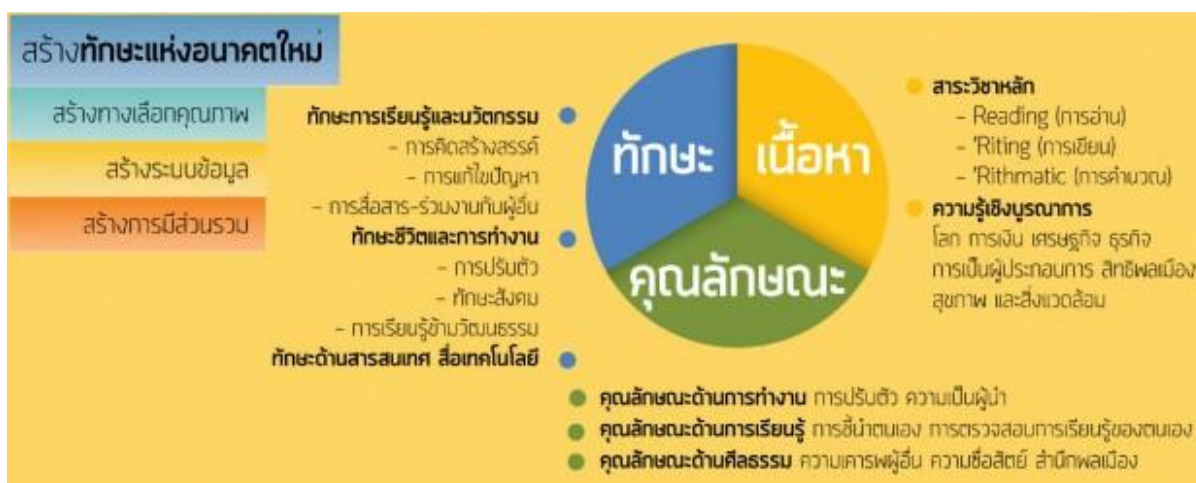 สร้างทักษะแห่งอนาคตใหม่
สร้างทางเลือกคุณภาพ
สร้างระบบข้อมูล
สร้างการมีส่วนรวม
ทักษะการเรียนรู้และนวัตกรรม
- การคิดสร้างสรรค์
- การแก้ไขปัญหา
- การสื่อสาร-ร่วมงานกับผู้อื่น
ทักษะชีวิตและการทำงาน
- การปรับตัว
- ทักษะสังคม
- การเรียนรู้ข้ามวัฒนธรรม
ทักษะด้านสารสนเทศ สื่อเทคโนโลยี
ทักษะ
เนื้อหา
คุณลักษณะ
สาระวิชาหลัก
- Reading (การอ่าน)
- 'Riting (การเขียน)
- 'Rithmatic (การคำนวณ)
ความรู้เชิงบูรณาการ
โลก การเงิน เศรษฐกิจ ธุรกิจ
การเป็นผู้ประกอบการ สิทธิพลเมือง
สุขภาพ และสิ่งแวดล้อม
คุณลักษณะด้านการทำงาน การปรับตัว ความเป็นผู้นำ
คุณลักษณะด้านการเรียนรู้ การชี้นำตนเอง การตรวจสอบการเรียนรู้ของตนเอง
คุณลักษณะด้านศีลธรรม ความเคารพผู้อื่น ความซื่อสัตย์ สำนึกพลเมือง